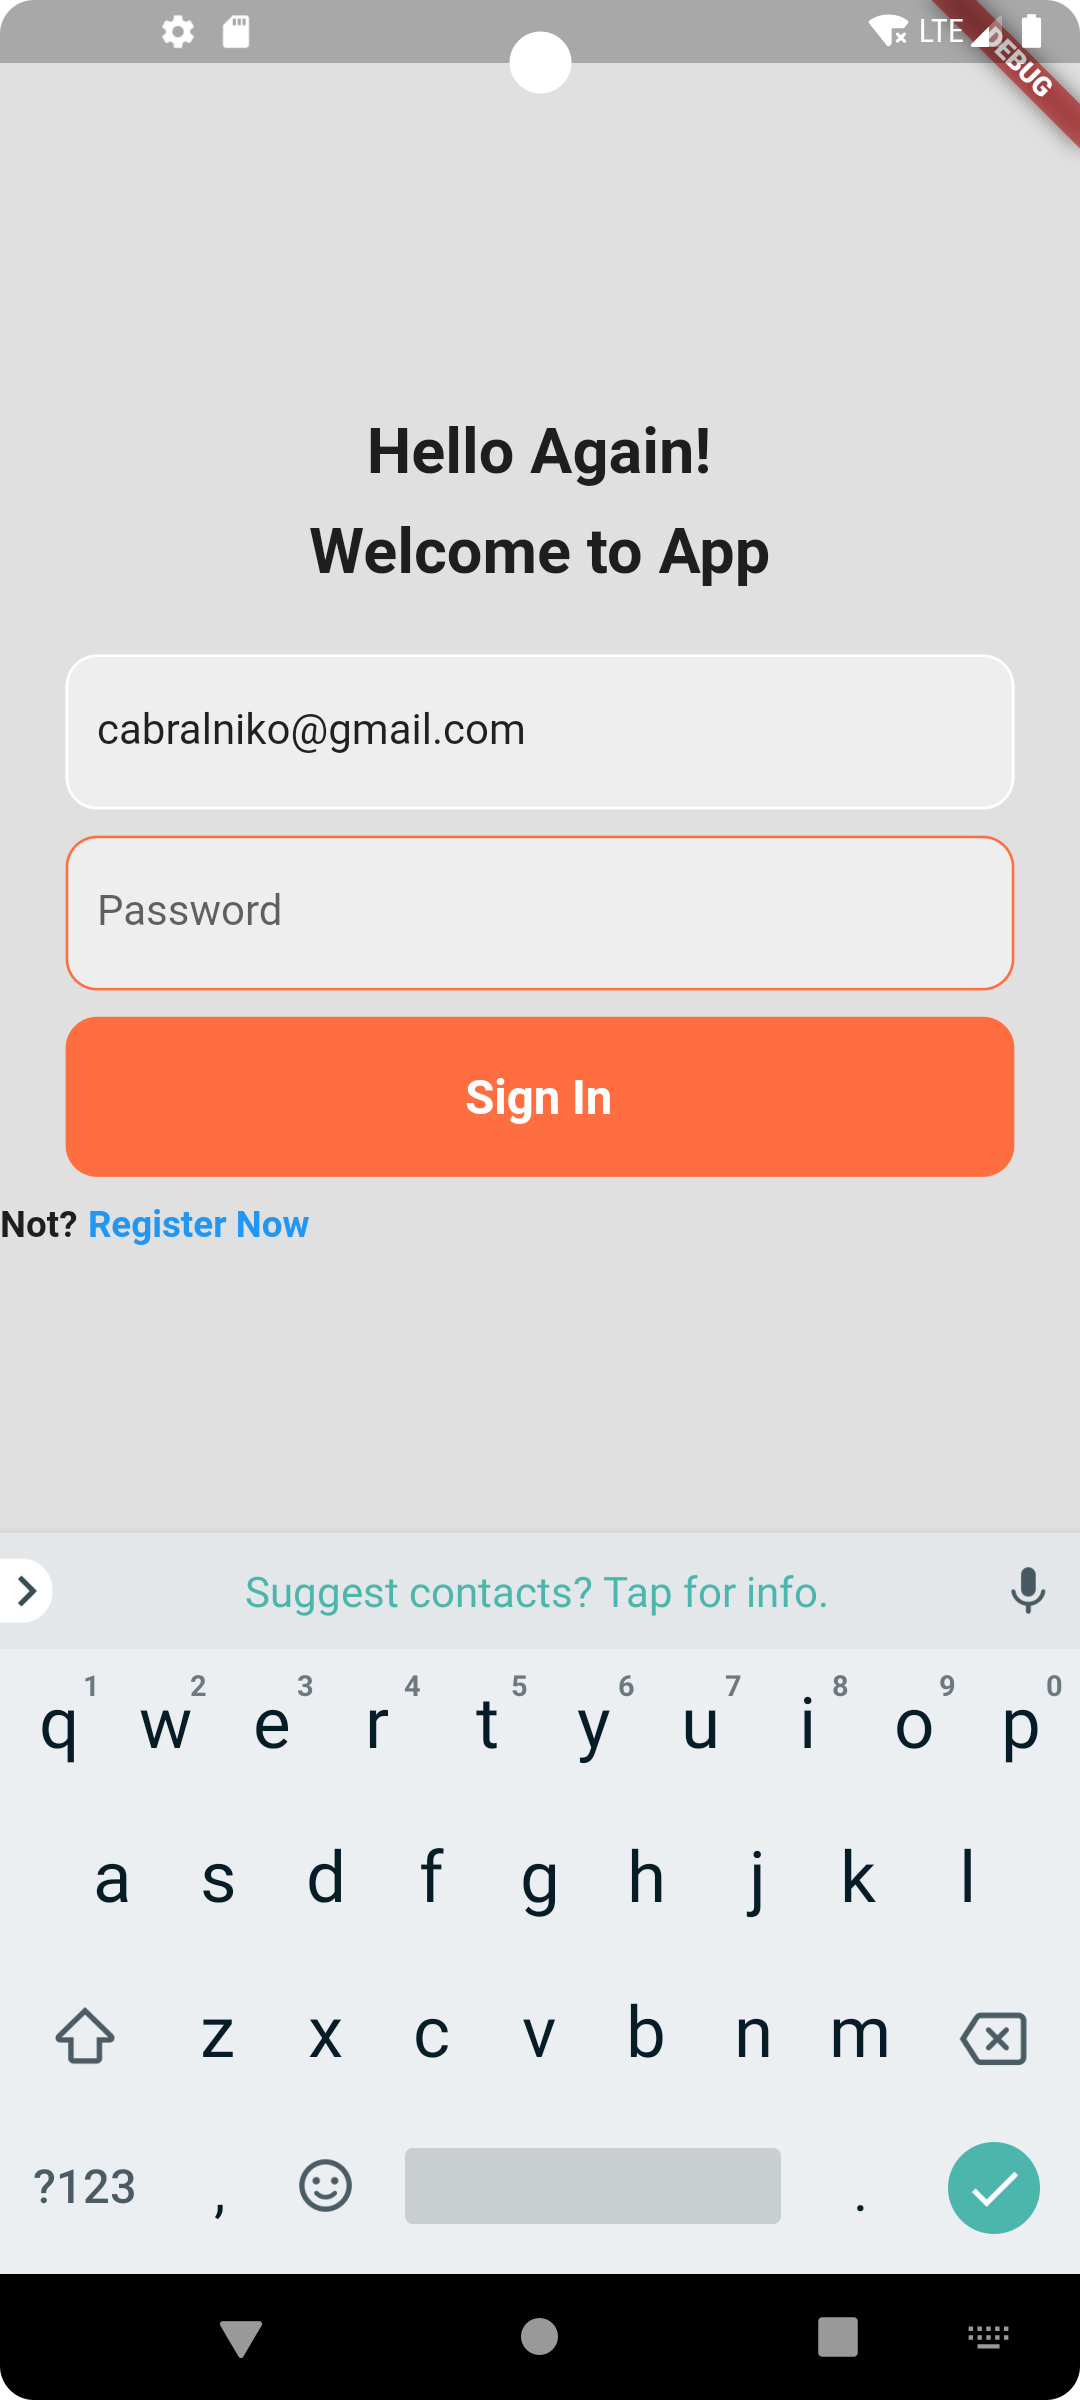 LTE
DEBUG
Hello Again!
Welcome to App
cabralniko@gmail.com
Password
Sign In
Not? Register Now
Suggest contacts? Tap for info.
1 2 3 4 5 6 7 8 9 0
q w e r t y u i o p
a s d f g h j k l
z x c v b n m
?123 , .